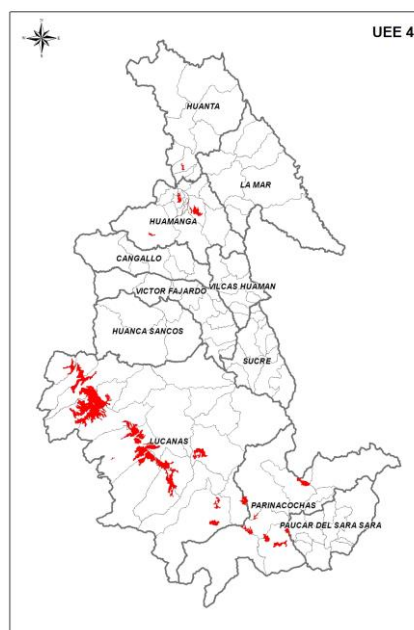 UEE 4
HUANTA
LA MAR
HUAMANGA
CANGALLO
VICTOR FAJARDO
VILCAS HUAMAN
HUANCA SANCOS
SUCRE
LUCANAS
PARINACOCHAS
PAUCAR DEL SARA SARA